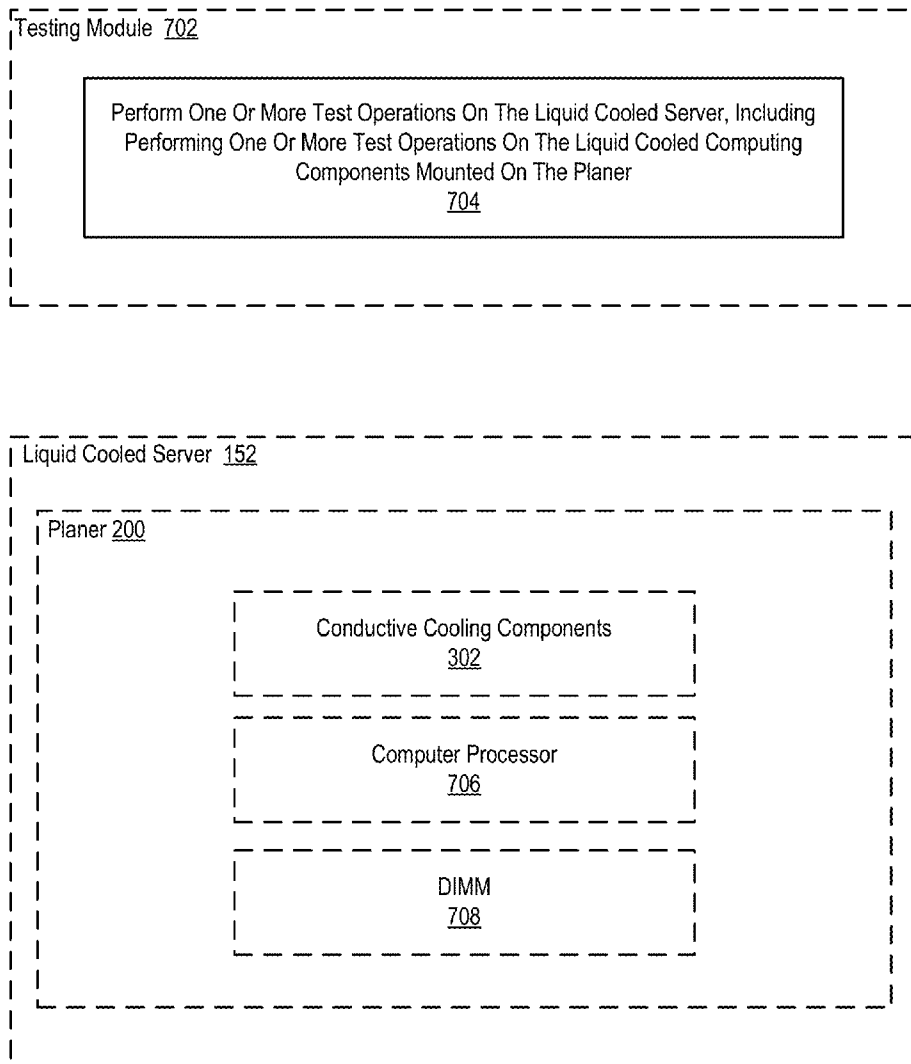 Testing Module 702
Perform One Or More Test Operations On The Liquid Cooled Server, Including
Performing One Or More Test Operations On The Liquid Cooled Computing
Components Mounted On The Planer
704
Liquid Cooled Server 152
Planer 200
Conductive Cooling Components
302
Computer Processor
706
DIMM
708